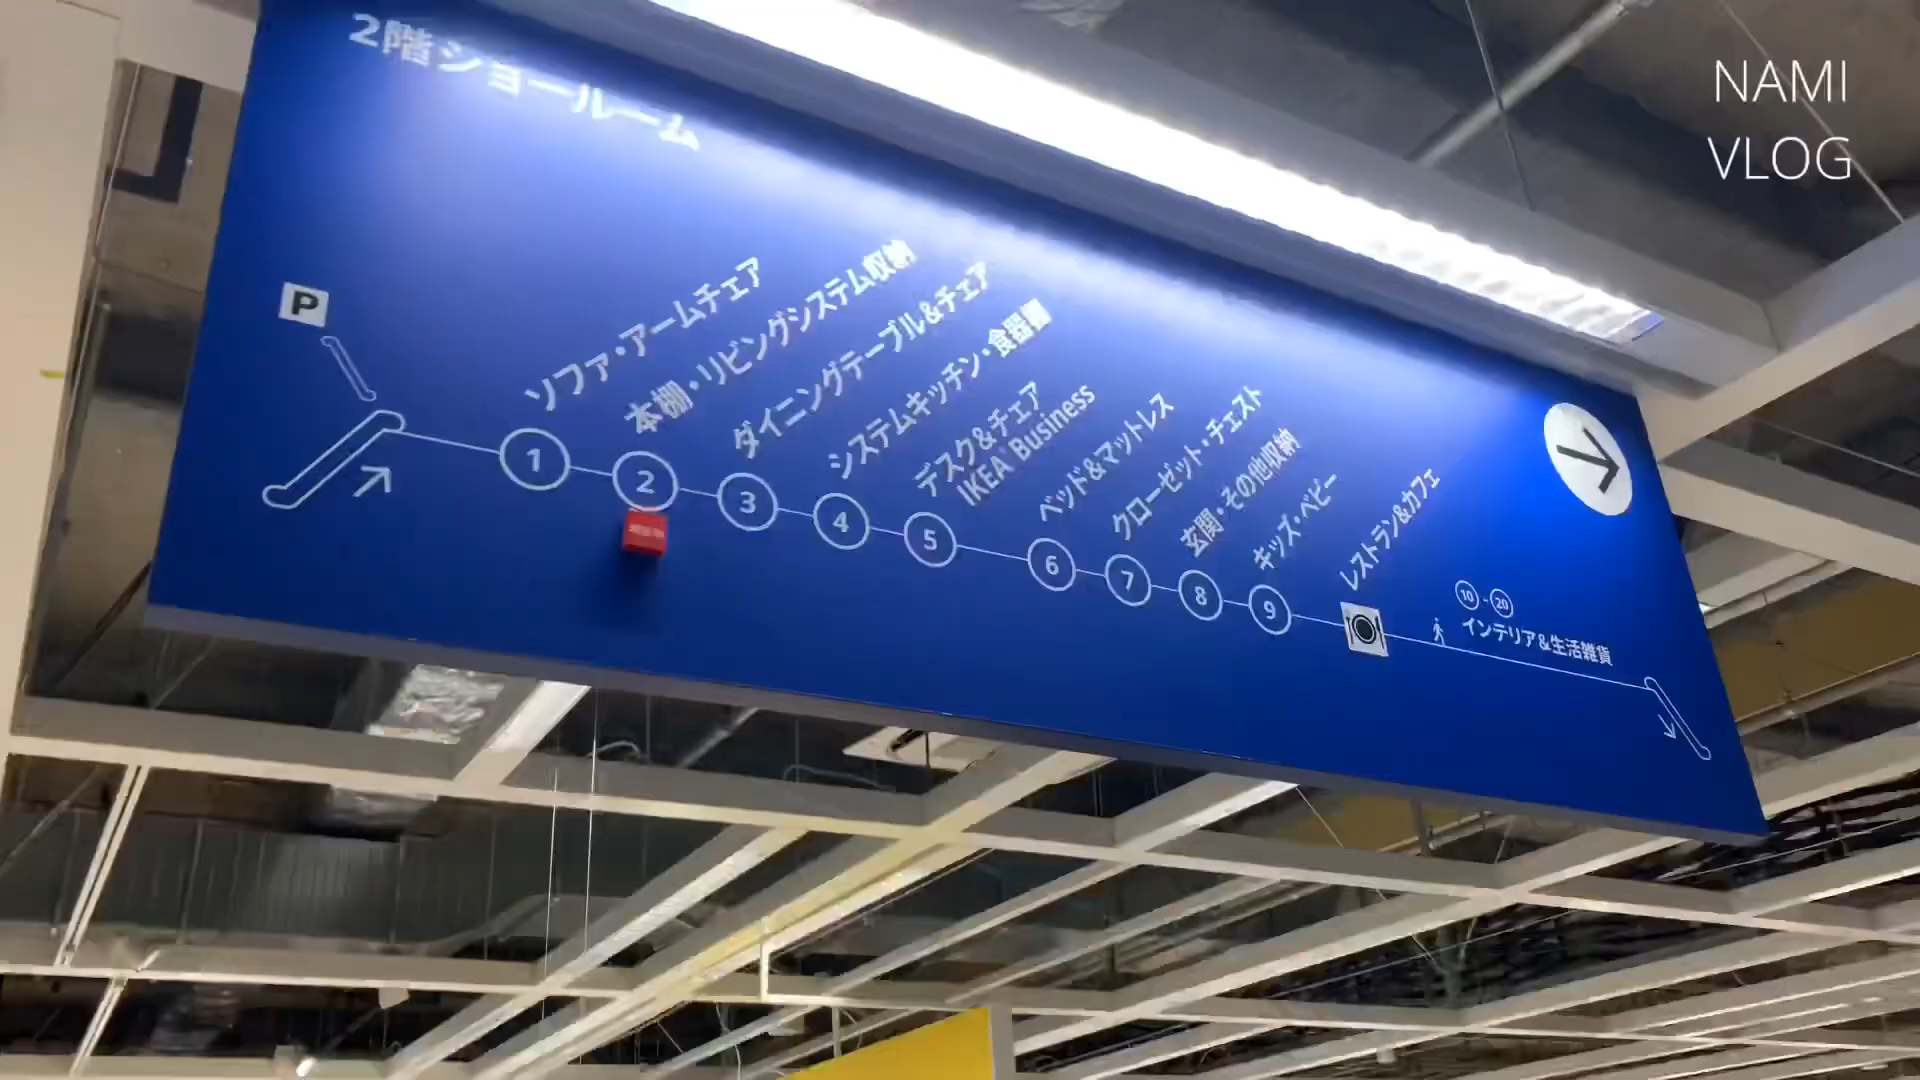 NAMI
VLOG
2階ショールーム
P
ソファ・アームチェア
本棚・リビングシステム収納
ダイニングテーブル&チェア
システムキッチン・食器棚
デスク&チェア
IKEA Business
ベッド&マットレス
クローゼット・チェスト
玄関・その他収納
キッズ・ベビー
レストラン&カフェ
1
2
3
4
5
6
7
8
9
10 - 20
インテリア&生活雑貨